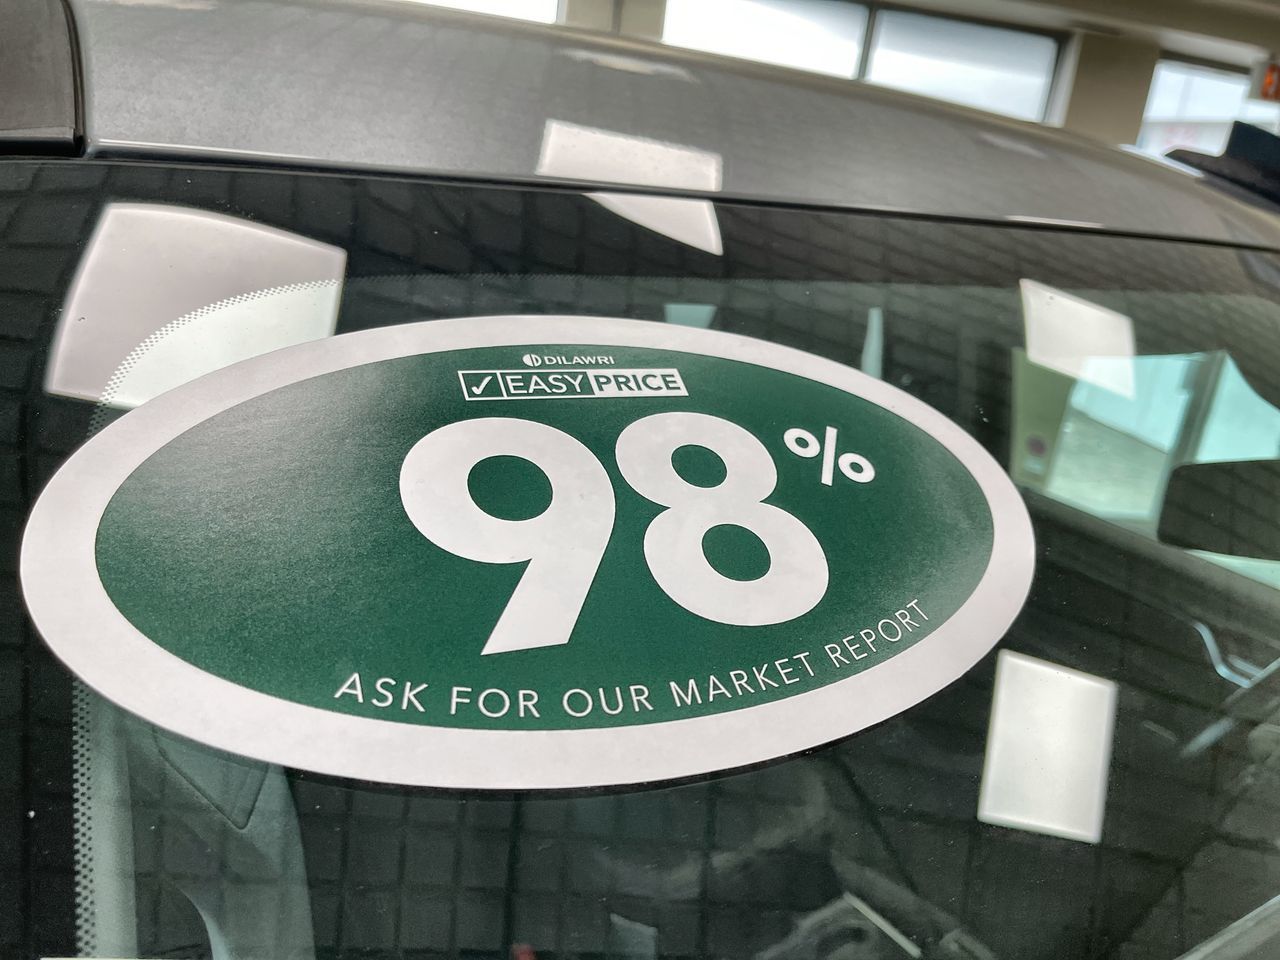 DILAWRI
✓ EASY PRICE
98%
ASK FOR OUR MARKET REPORT